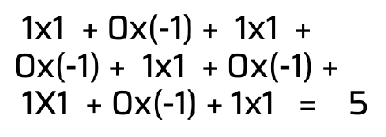 1x1 + 0x(-1) + 1x1 +
0x(-1) + 1x1 + 0x(-1) +
1X1 + 0x(-1) + 1x1 = 5